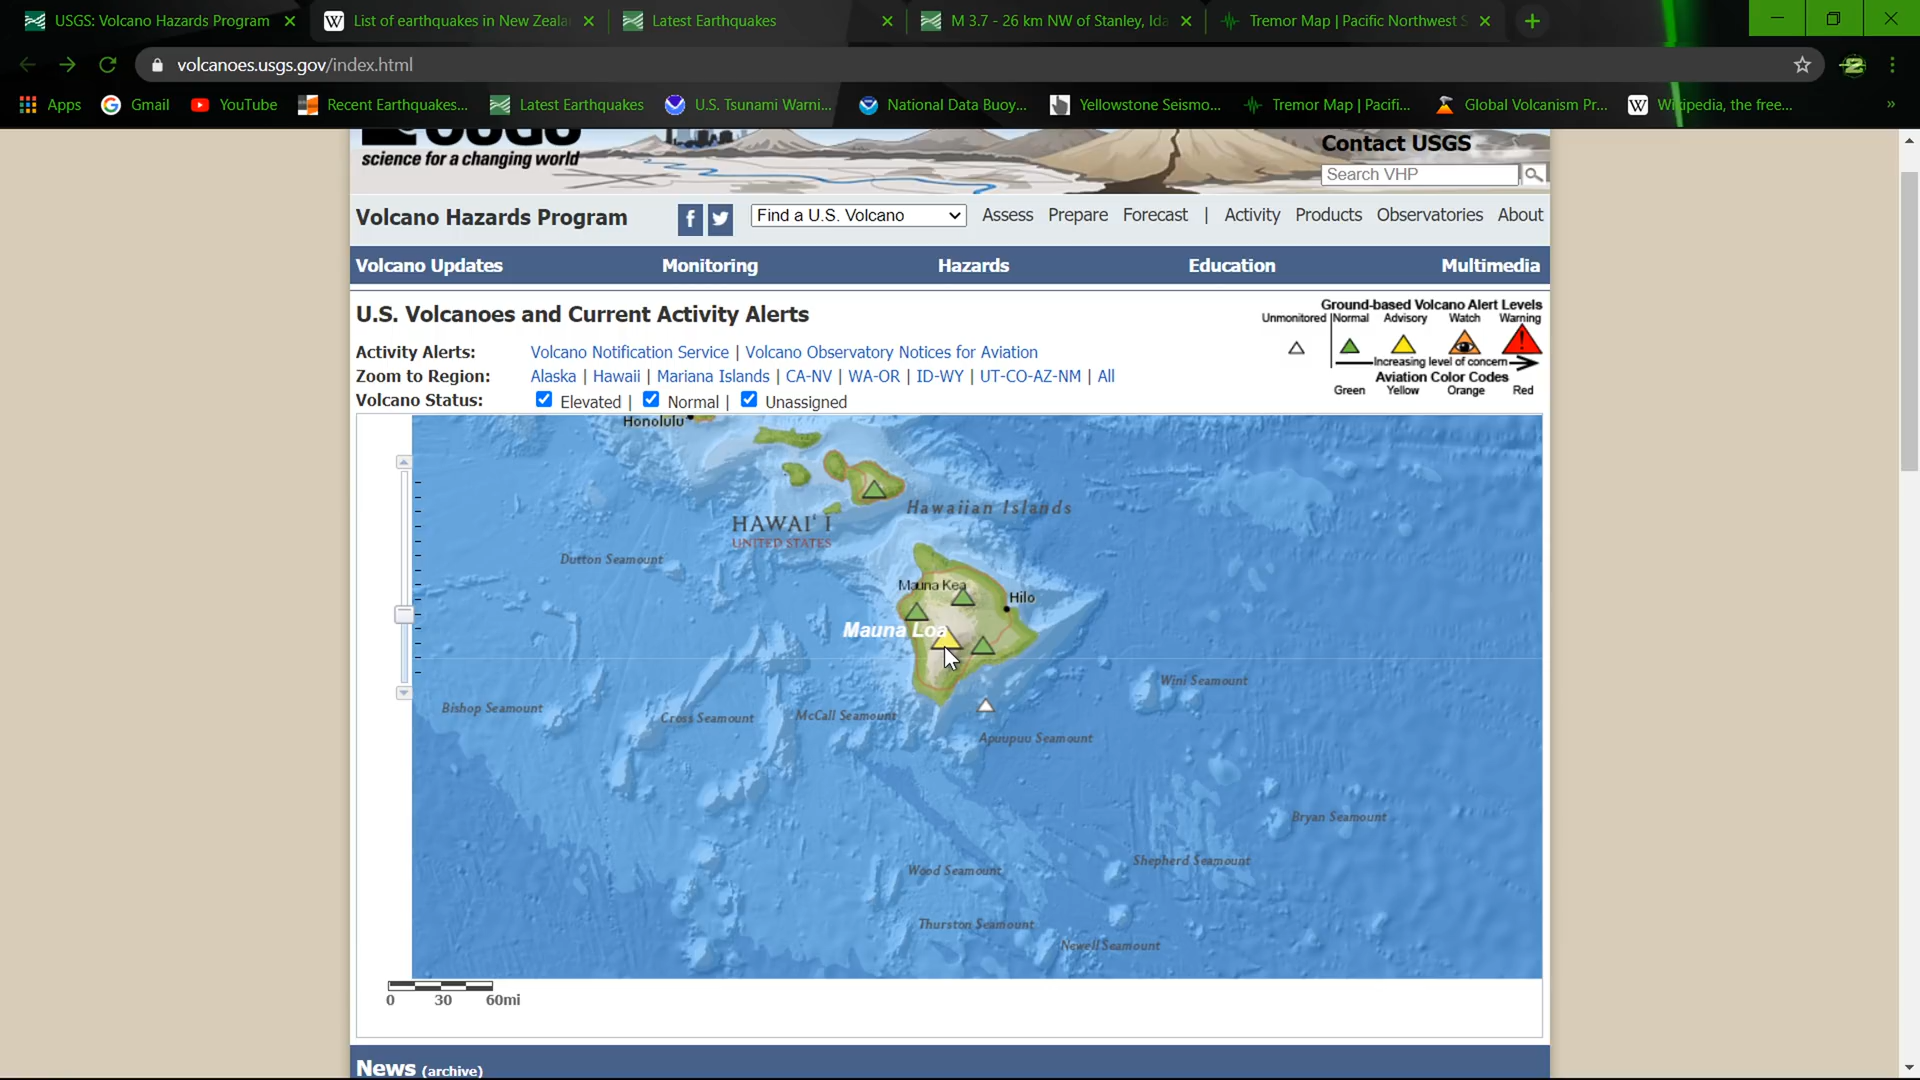 USGS: Volcano Hazards Program
List of earthquakes in New Zeala
Latest Earthquakes
M 3.7 - 26 km NW of Stanley, Ida
Tremor Map | Pacific Northwest S
volcanoes.usgs.gov/index.html
Apps
Gmail
YouTube
Recent Earthquakes...
Latest Earthquakes
U.S. Tsunami Warni...
National Data Buoy...
Yellowstone Seismo...
Tremor Map | Pacifi...
Global Volcanism Pr...
Wikipedia, the free...
»
USGS
science for a changing world
Contact USGS
Search VHP
Volcano Hazards Program
Find a U.S. Volcano
Assess Prepare Forecast | Activity Products Observatories About
Volcano Updates Monitoring Hazards Education Multimedia
U.S. Volcanoes and Current Activity Alerts
Ground-based Volcano Alert Levels
Unmonitored Normal Advisory Watch Warning
Increasing level of concern
Aviation Color Codes
Green Yellow Orange Red
Activity Alerts: Volcano Notification Service | Volcano Observatory Notices for Aviation
Zoom to Region: Alaska | Hawaii | Mariana Islands | CA-NV | WA-OR | ID-WY | UT-CO-AZ-NM | All
Volcano Status: Elevated | Normal | Unassigned
Honolulu
Hawaiian Islands
HAWAI'I
UNITED STATES
Dutton Seamount
Mauna Kea
Hilo
Mauna Loa
Wini Seamount
Bishop Seamount
Cross Seamount
McCall Seamount
Apuupuu Seamount
Bryan Seamount
Shepherd Seamount
Wood Seamount
Thurston Seamount
Newell Seamount
0 30 60mi
News (archive)